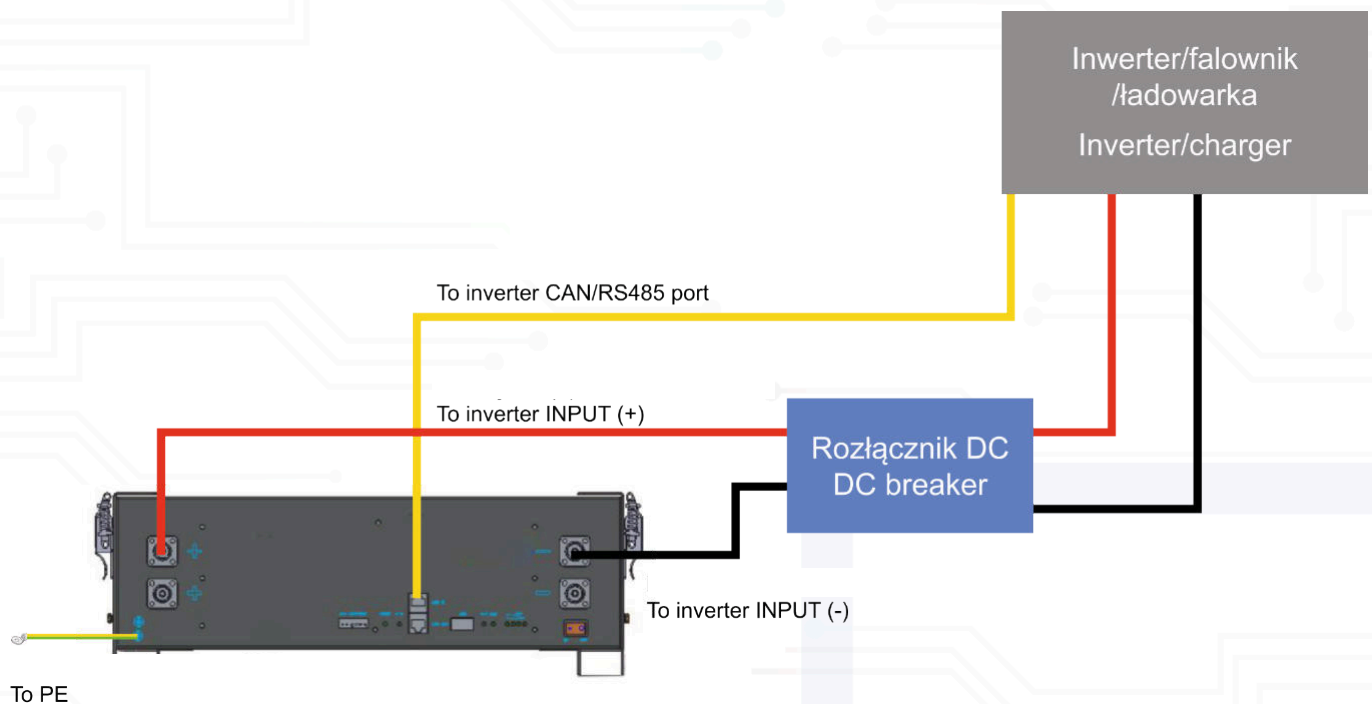 Inwerter/falownik
/ładowarka
Inverter/charger
To inverter CAN/RS485 port
To inverter INPUT (+)
Rozłącznik DC
DC breaker
To inverter INPUT (-)
To PE